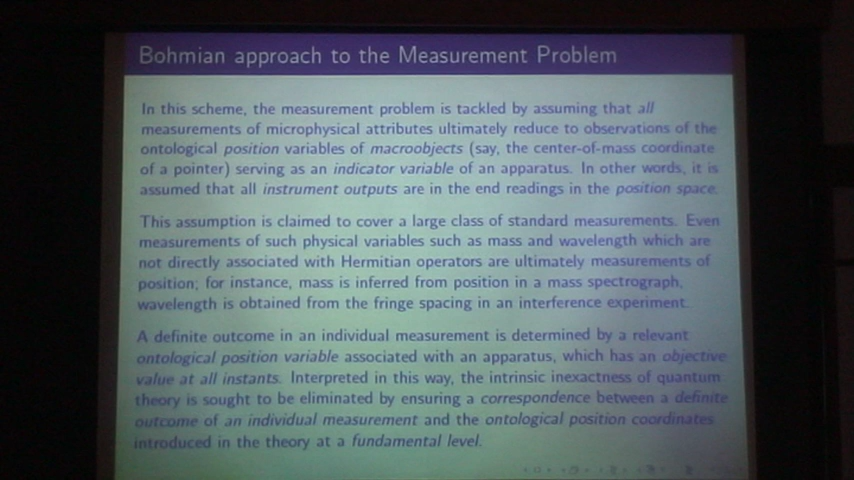 Bohmian approach to the Measurement Problem
In this scheme, the measurement problem is tackled by assuming that all
measurements of microphysical attributes ultimately reduce to observations of the
ontological position variables of macroobjects (say, the center-of-mass coordinate
of a pointer) serving as an indicator variable of an apparatus. In other words, it is
assumed that all instrument outputs are in the end readings in the position space.
This assumption is claimed to cover a large class of standard measurements. Even
measurements of such physical variables such as mass and wavelength which are
not directly associated with Hermitian operators are ultimately measurements of
position; for instance, mass is inferred from position in a mass spectrograph,
wavelength is obtained from the fringe spacing in an interference experiment.
A definite outcome in an individual measurement is determined by a relevant
ontological position variable associated with an apparatus, which has an objective
value at all instants. Interpreted in this way, the intrinsic inexactness of quantum
theory is sought to be eliminated by ensuring a correspondence between a definite
outcome of an individual measurement and the ontological position coordinates
introduced in the theory at a fundamental level.